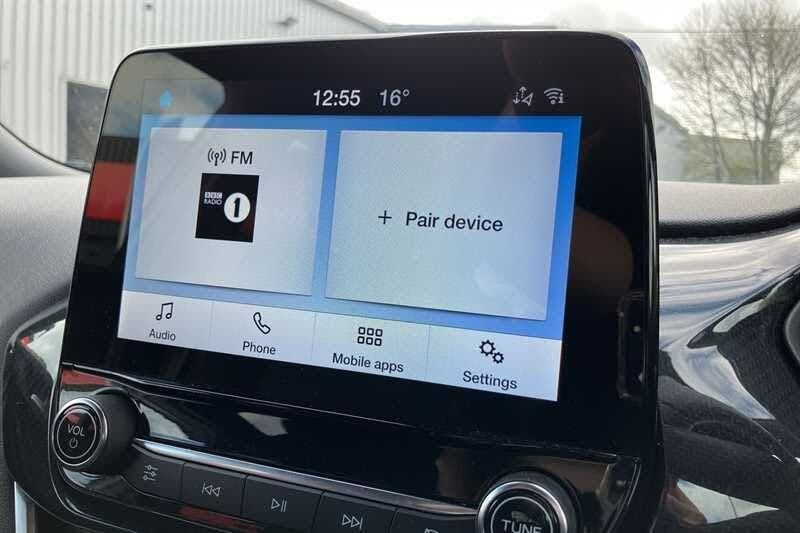 12:55 16°
FM
BBC
RADIO 1
+ Pair device
Audio
Phone
Mobile apps
Settings
VOL
TUNE